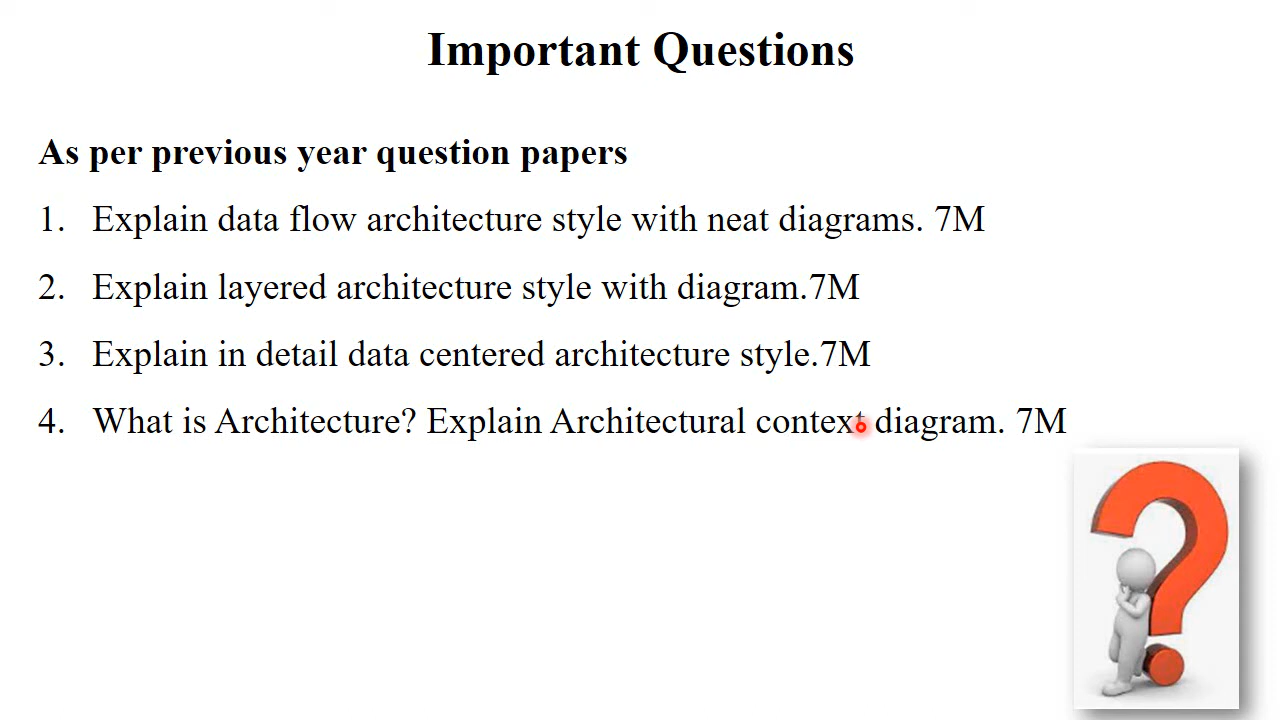 Important Questions
As per previous year question papers
1. Explain data flow architecture style with neat diagrams. 7M
2. Explain layered architecture style with diagram.7M
3. Explain in detail data centered architecture style.7M
4. What is Architecture? Explain Architectural context diagram. 7M